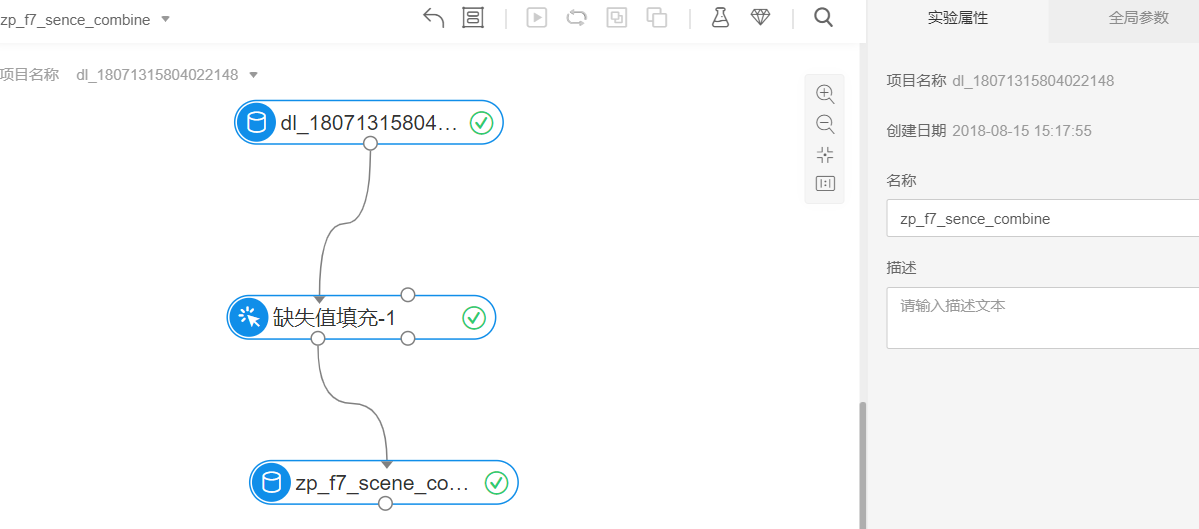 zp_f7_sence_combine
实验属性
全局参数
项目名称 dl_18071315804022148
项目名称 dl_18071315804022148
dl_18071315804...
创建日期 2018-08-15 15:17:55
名称
zp_f7_sence_combine
描述
请输入描述文本
缺失值填充-1
zp_f7_scene_co...